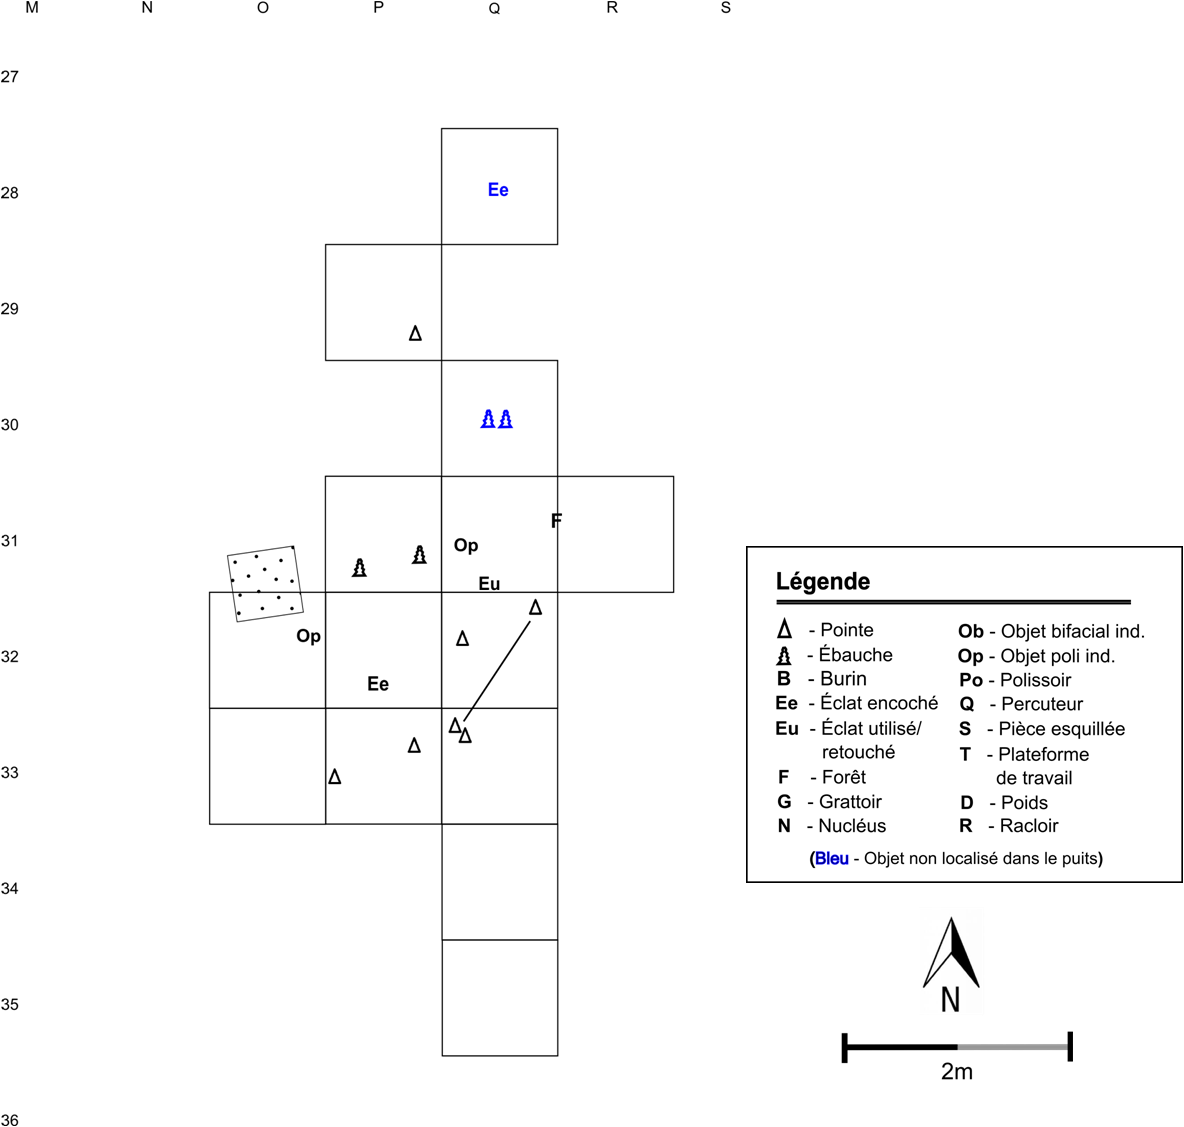 M N O P Q R S
27
28
Ee
29
30
31
F
Op
Eu
32
Op
Ee
33
34
35
36
Légende
- Pointe
- Ébauche
B - Burin
Ee - Éclat encoché
Eu - Éclat utilisé/
retouché
F - Forêt
G - Grattoir
N - Nucléus
Ob - Objet bifacial ind.
Op - Objet poli ind.
Po - Polissoir
Q - Percuteur
S - Pièce esquillée
T - Plateforme
de travail
D - Poids
R - Racloir
(Bleu - Objet non localisé dans le puits)
N
2m